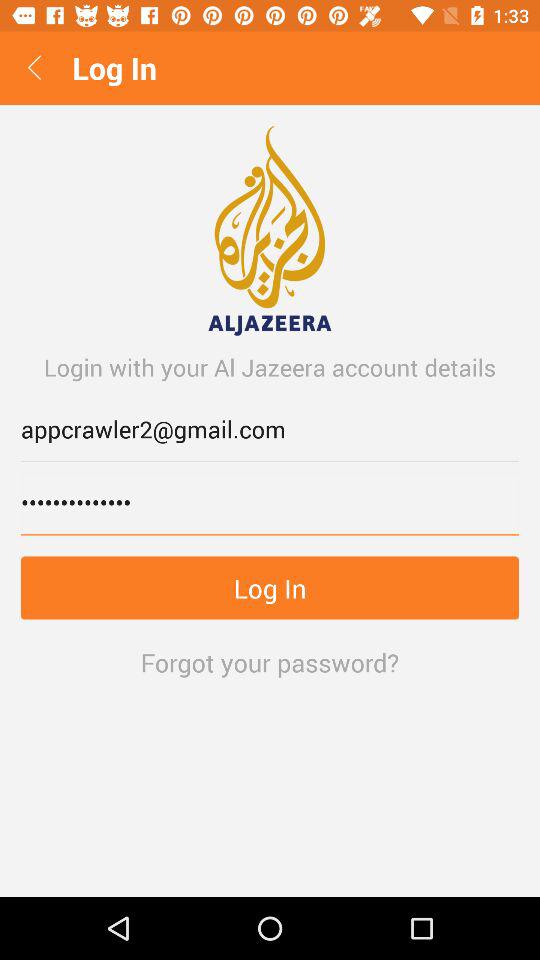 1:33
Log In
الجزيرة
ALJAZEERA
Login with your Al Jazeera account details
appcrawler2@gmail.com
••••••••••••••
Log In
Forgot your password?